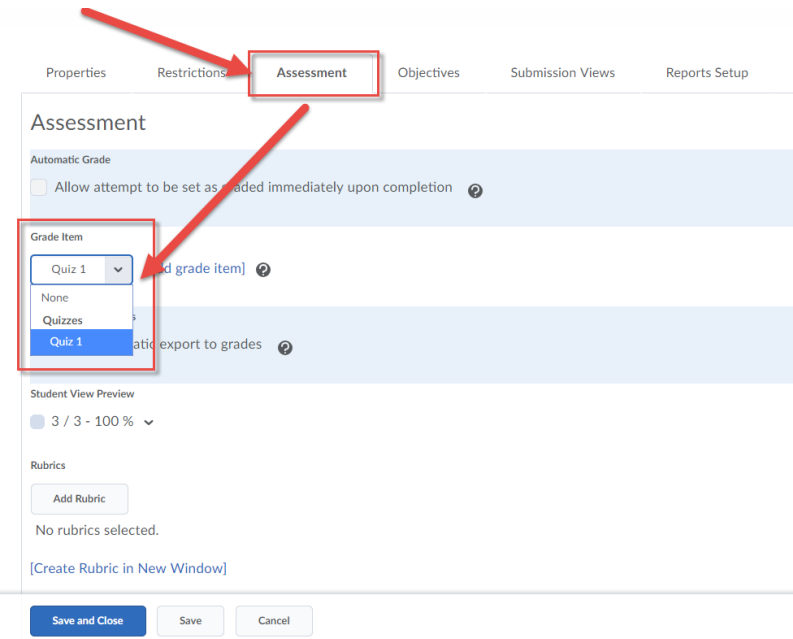 Properties Restrictions Assessment Objectives Submission Views Reports Setup
Assessment
Automatic Grade
Allow attempt to be set as graded immediately upon completion ?
Grade Item
Quiz 1 grade item] ?
None
Quizzes
Quiz 1
export to grades ?
Student View Preview
3 / 3 - 100 %
Rubrics
Add Rubric
No rubrics selected.
[Create Rubric in New Window]
Save and Close Save Cancel